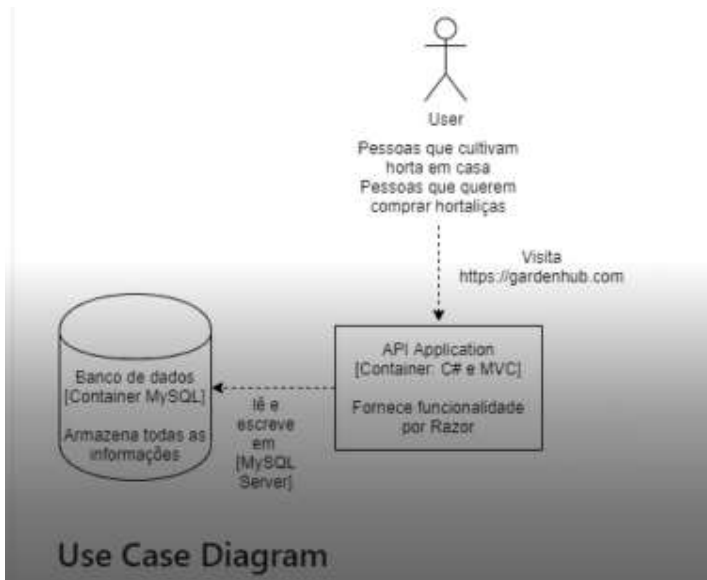 User
Pessoas que cultivam
horta em casa
Pessoas que querem
comprar hortaliças
Visita
https://gardenhub.com
API Application
[Container: C# e MVC]
Fornece funcionalidade
por Razor
Banco de dados
[Container MySQL]
Armazena todas as
informações
lê e
escreve
em
[MySQL
Server]
Use Case Diagram